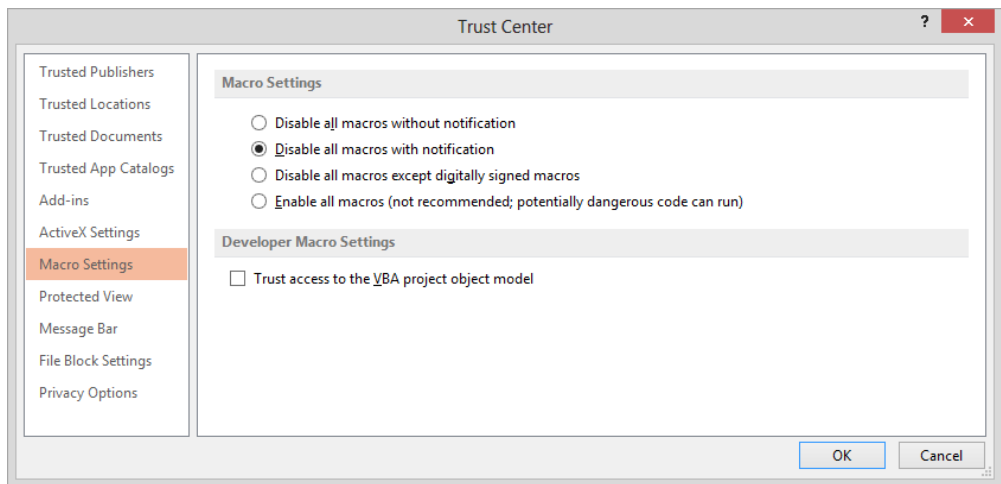 Trust Center
?
Trusted Publishers
Trusted Locations
Trusted Documents
Trusted App Catalogs
Add-ins
ActiveX Settings
Macro Settings
Protected View
Message Bar
File Block Settings
Privacy Options
Macro Settings
Disable all macros without notification
Disable all macros with notification
Disable all macros except digitally signed macros
Enable all macros (not recommended; potentially dangerous code can run)
Developer Macro Settings
Trust access to the VBA project object model
OK
Cancel